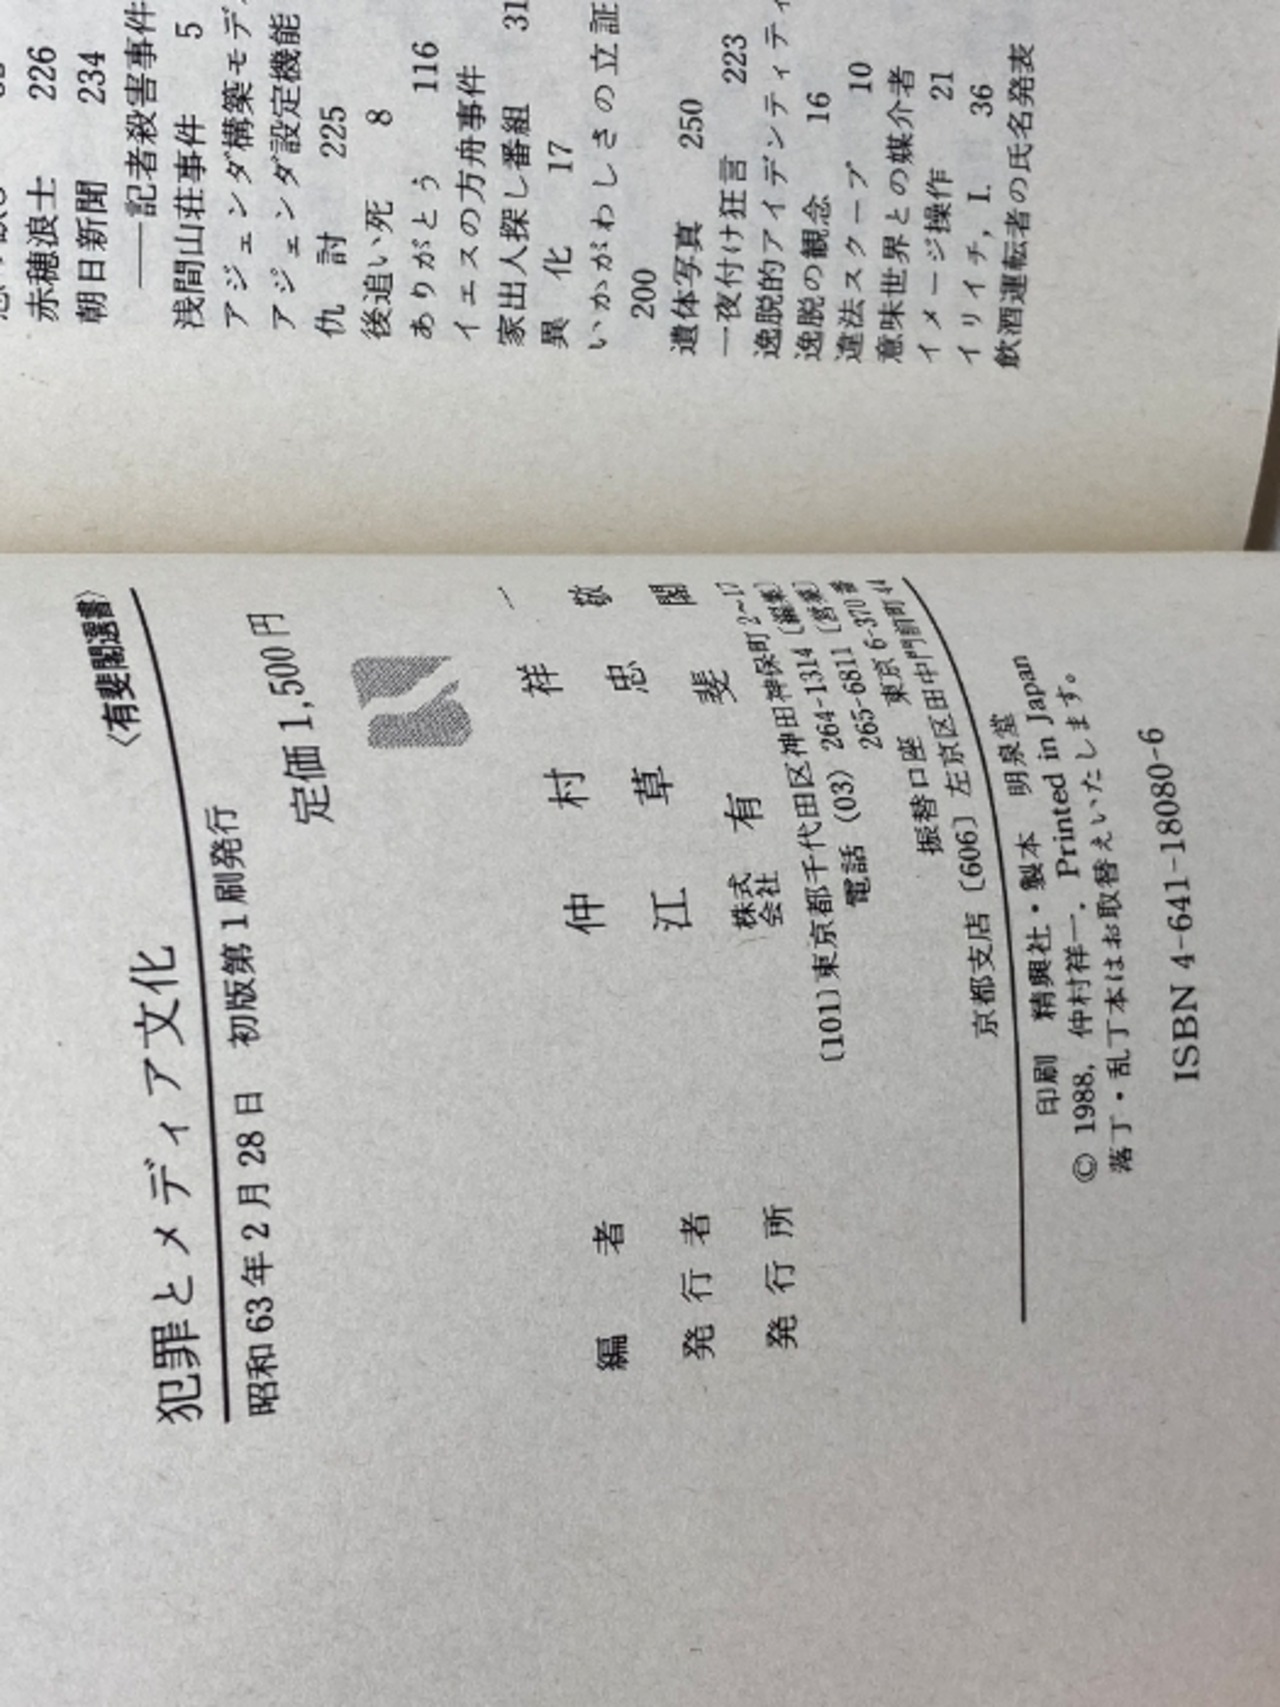 犯罪とメディア文化
〈有斐閣選書〉
昭和63年2月28日 初版第1刷発行
定価1,500円
編者 仲村祥一
発行者 江草忠敬
発行所 株式会社 有斐閣
〔101〕東京都千代田区神田神保町2〜17
電話 (03) 264-1314〔編集〕
265-6811〔営業〕
振替口座 東京6-370番
京都支店〔606〕左京区田中門前町44
印刷 精興社・製本 明泉堂
© 1988, 仲村祥一. Printed in Japan
落丁・乱丁本はお取替えいたします。
ISBN 4-641-18080-6
赤穂浪士 226
朝日新聞 234
――記者殺害事件
浅間山荘事件 5
アジェンダ構築モデ
アジェンダ設定機能
仇討 225
後追い死 8
ありがとう 116
イエスの方舟事件
家出人探し番組 31
異化 17
いかがわしさの立証
200
遺体写真 250
一夜付け狂言 223
逸脱的アイデンティティ
逸脱の観念 16
違法スクープ 10
意味世界との媒介者
イメージ操作 21
イリイチ, I. 36
飲酒運転者の氏名発表